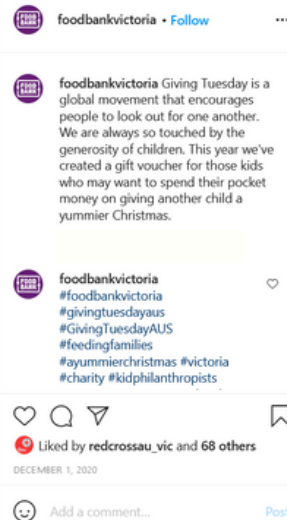 FOOD BANK
foodbankvictoria • Follow
FOOD BANK
foodbankvictoria Giving Tuesday is a
global movement that encourages
people to look out for one another.
We are always so touched by the
generosity of children. This year we've
created a gift voucher for those kids
who may want to spend their pocket
money on giving another child a
yummier Christmas.
FOOD BANK
foodbankvictoria
#foodbankvictoria
#givingtuesdayaus
#GivingTuesdayAUS
#feedingfamilies
#ayummierchristmas #victoria
#charity #kidphilanthropists
Liked by redcrossau_vic and 68 others
DECEMBER 1, 2020
Add a comment...
Post